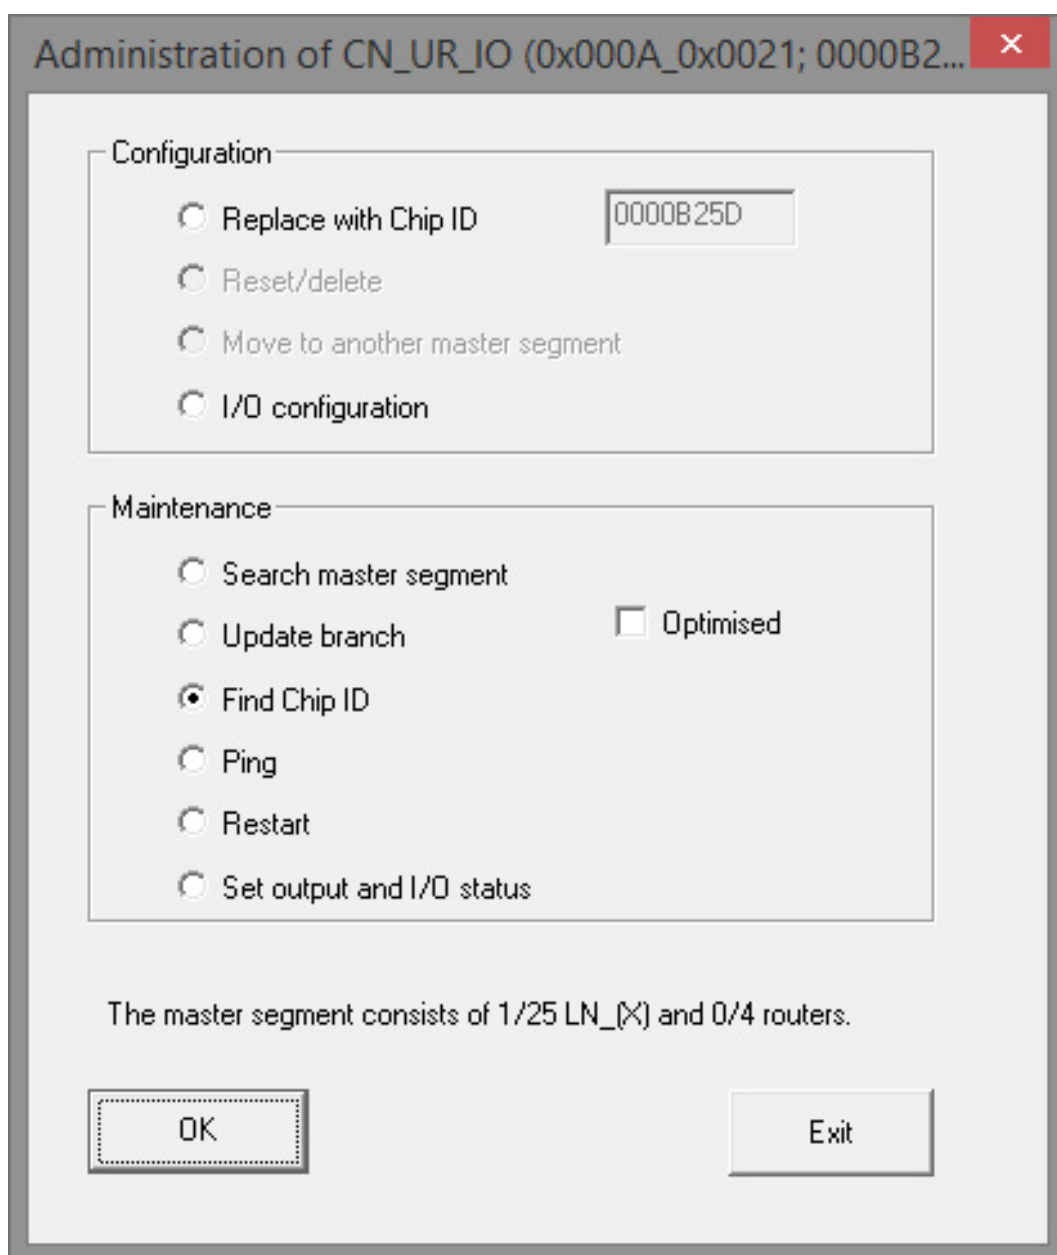 Administration of CN_UR_IO (0x000A_0x0021; 0000B2...
Configuration
Replace with Chip ID 0000B25D
Reset/delete
Move to another master segment
I/O configuration
Maintenance
Search master segment
Update branch Optimised
Find Chip ID
Ping
Restart
Set output and I/O status
The master segment consists of 1/25 LN_(X) and 0/4 routers.
OK Exit